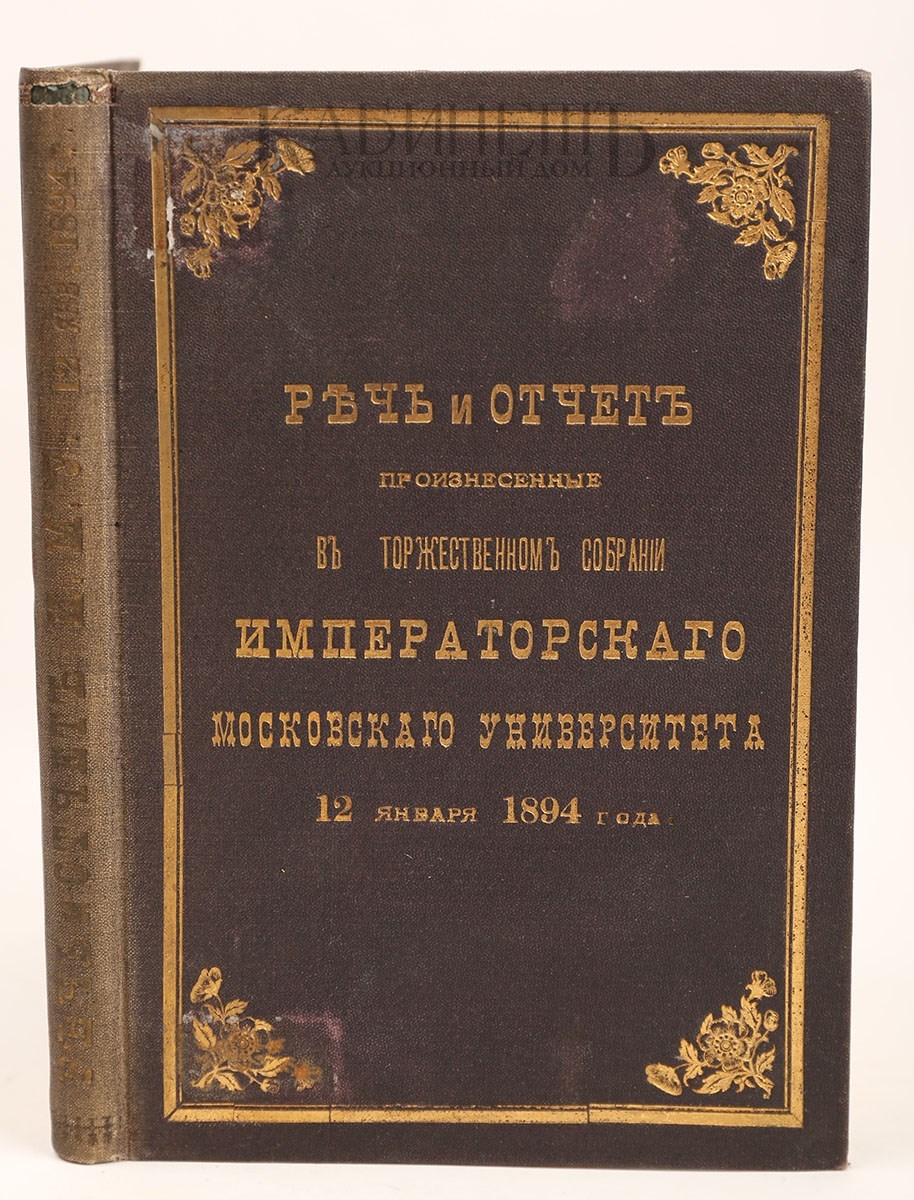 КАБИНЕТЪ
АУКЦИОННЫЙ ДОМ
РѢЧЬ и ОТЧЕТЪ
ПРОИЗНЕСЕННЫЕ
ВЪ ТОРЖЕСТВЕННОМЪ СОБРАНІИ
ИМПЕРАТОРСКАГО
МОСКОВСКАГО УНИВЕРСИТЕТА
12 ЯНВАРЯ 1894 ГОДА.
РѢЧЬ И ОТЧЕТЪ И. М. У. 12 ЯНВ. 1894 г.